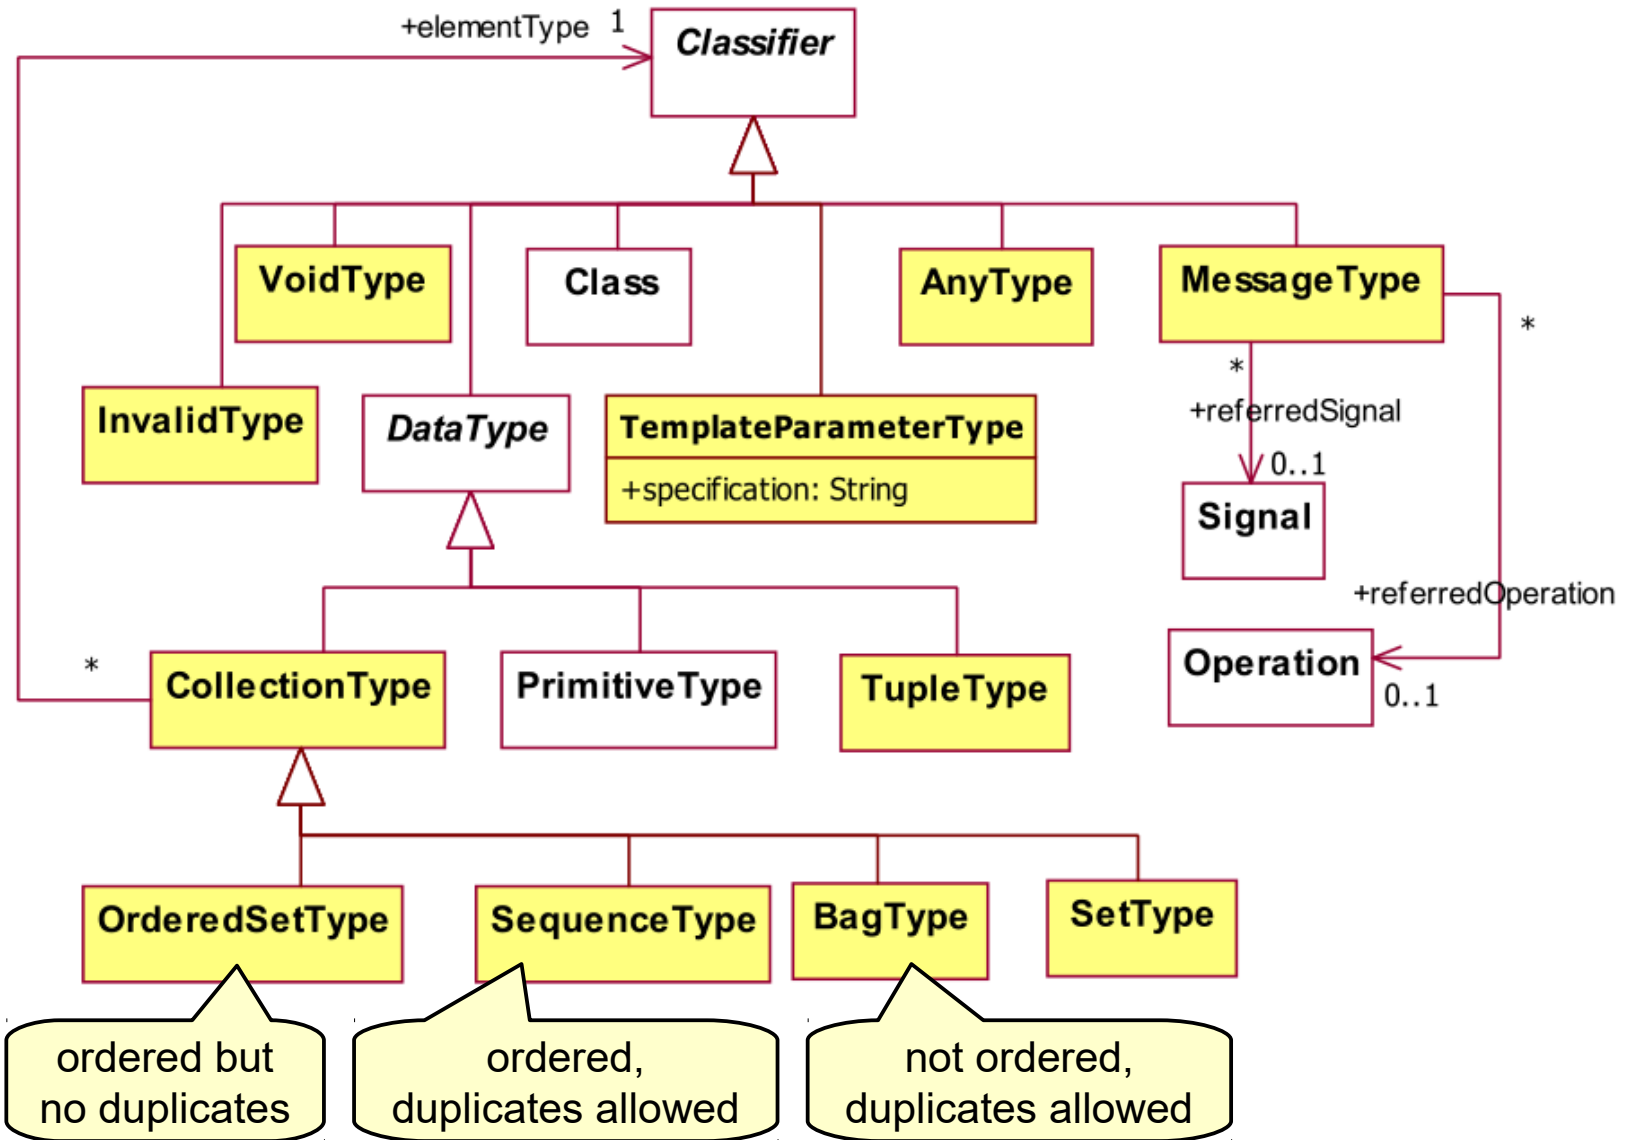 +elementType 1
Classifier
VoidType
Class
AnyType
MessageType
*
*
InvalidType
DataType
TemplateParameterType
+referredSignal
+specification: String
0..1
Signal
+referredOperation
*
CollectionType
PrimitiveType
TupleType
Operation
0..1
OrderedSetType
SequenceType
BagType
SetType
ordered but
no duplicates
ordered,
duplicates allowed
not ordered,
duplicates allowed